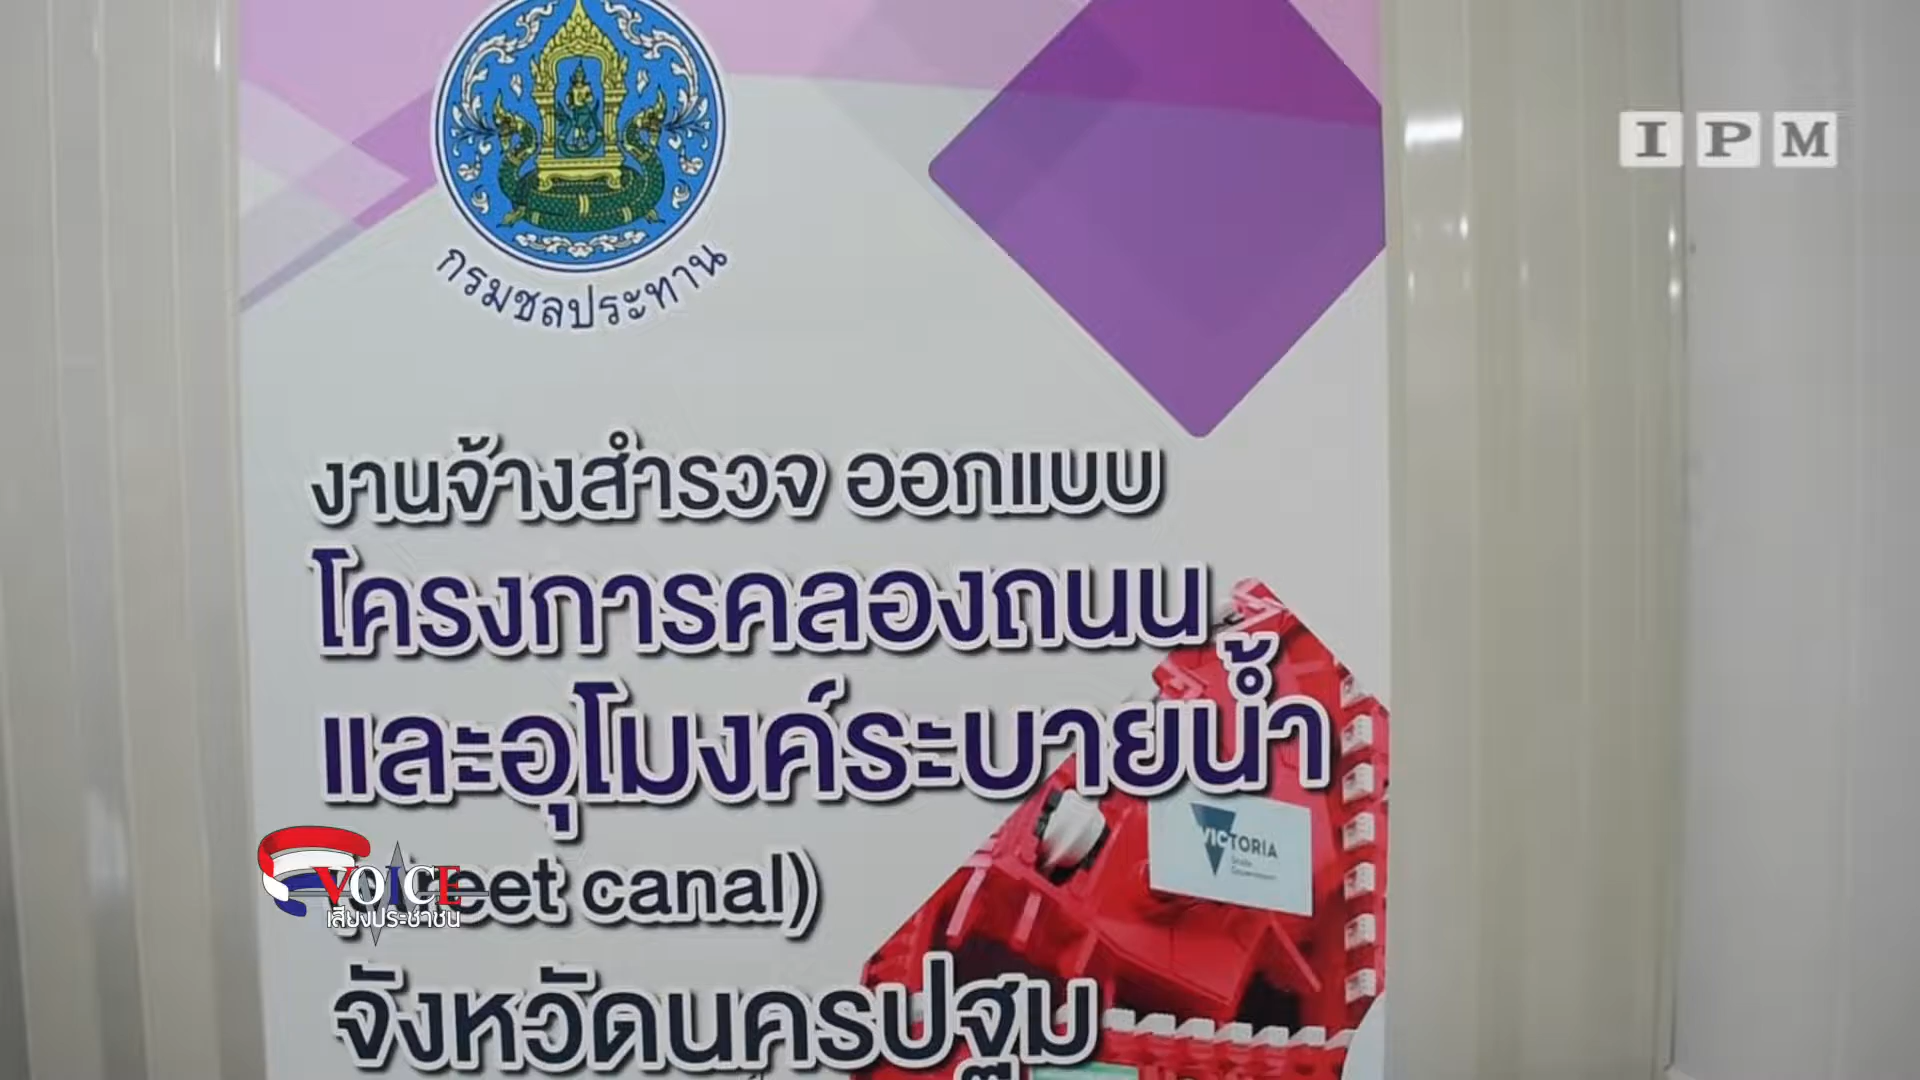 IPM
กรมชลประทาน
งานจ้างสำรวจ ออกแบบ
โครงการคลองถนน
และอุโมงค์ระบายน้ำ
VICTORIA
State
Government
canal)
VOICE
เสียงประชาชน
จังหวัดนครปฐม